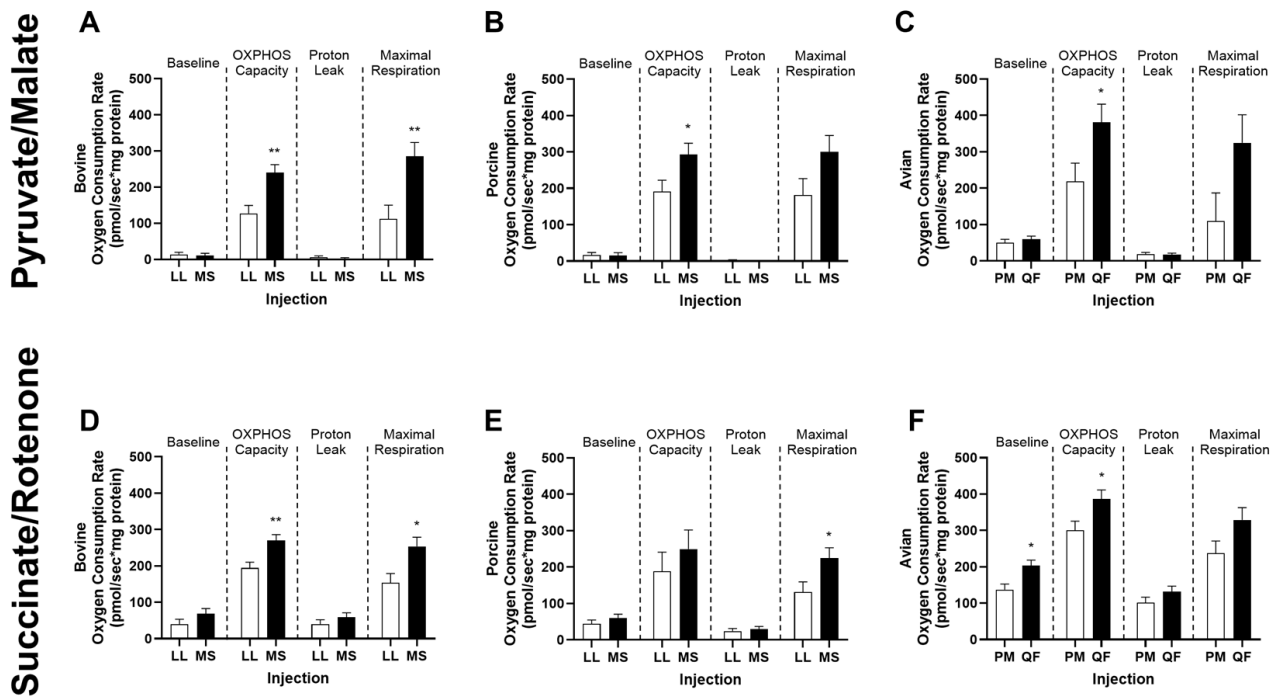 Pyruvate/Malate
A
Baseline
OXPHOS
Capacity
Proton
Leak
Maximal
Respiration
Bovine
Oxygen Consumption Rate
(pmol/sec*mg protein)
500
400
300
200
100
0
**
**
LL MS LL MS LL MS LL MS
Injection
B
Baseline
OXPHOS
Capacity
Proton
Leak
Maximal
Respiration
Porcine
Oxygen Consumption Rate
(pmol/sec*mg protein)
500
400
300
200
100
0
*
LL MS LL MS LL MS LL MS
Injection
C
Baseline
OXPHOS
Capacity
Proton
Leak
Maximal
Respiration
Avian
Oxygen Consumption Rate
(pmol/sec*mg protein)
500
400
300
200
100
0
*
PM QF PM QF PM QF PM QF
Injection
Succinate/Rotenone
D
Baseline
OXPHOS
Capacity
Proton
Leak
Maximal
Respiration
Bovine
Oxygen Consumption Rate
(pmol/sec*mg protein)
500
400
300
200
100
0
**
*
LL MS LL MS LL MS LL MS
Injection
E
Baseline
OXPHOS
Capacity
Proton
Leak
Maximal
Respiration
Porcine
Oxygen Consumption Rate
(pmol/sec*mg protein)
500
400
300
200
100
0
*
LL MS LL MS LL MS LL MS
Injection
F
Baseline
OXPHOS
Capacity
Proton
Leak
Maximal
Respiration
Avian
Oxygen Consumption Rate
(pmol/sec*mg protein)
500
400
300
200
100
0
*
*
PM QF PM QF PM QF PM QF
Injection